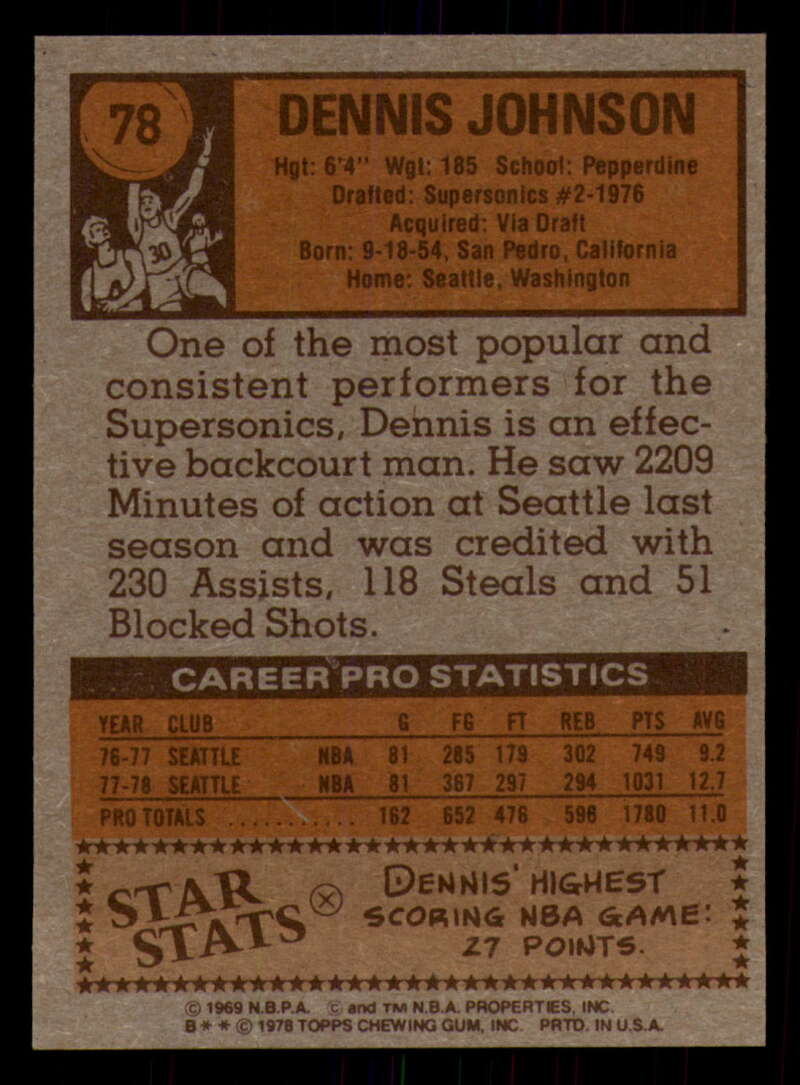 78
DENNIS JOHNSON
Hgt: 6'4" Wgt: 185 School: Pepperdine
Drafted: Supersonics #2-1976
Acquired: Via Draft
Born: 9-18-54, San Pedro, California
Home: Seattle, Washington
30
One of the most popular and
consistent performers for the
Supersonics, Dennis is an effec-
tive backcourt man. He saw 2209
Minutes of action at Seattle last
season and was credited with
230 Assists, 118 Steals and 51
Blocked Shots.
CAREER PRO STATISTICS
YEAR CLUB G FG FT REB PTS AVG
76-77 SEATTLE NBA 81 285 179 302 749 9.2
77-78 SEATTLE NBA 81 367 297 294 1031 12.7
PRO TOTALS ........... 162 652 476 596 1780 11.0
STAR
STATS
DENNIS' HIGHEST
SCORING NBA GAME:
27 POINTS.
© 1969 N.B.P.A. © and TM N.B.A. PROPERTIES, INC.
B * * © 1978 TOPPS CHEWING GUM, INC. PRTD. IN U.S.A.